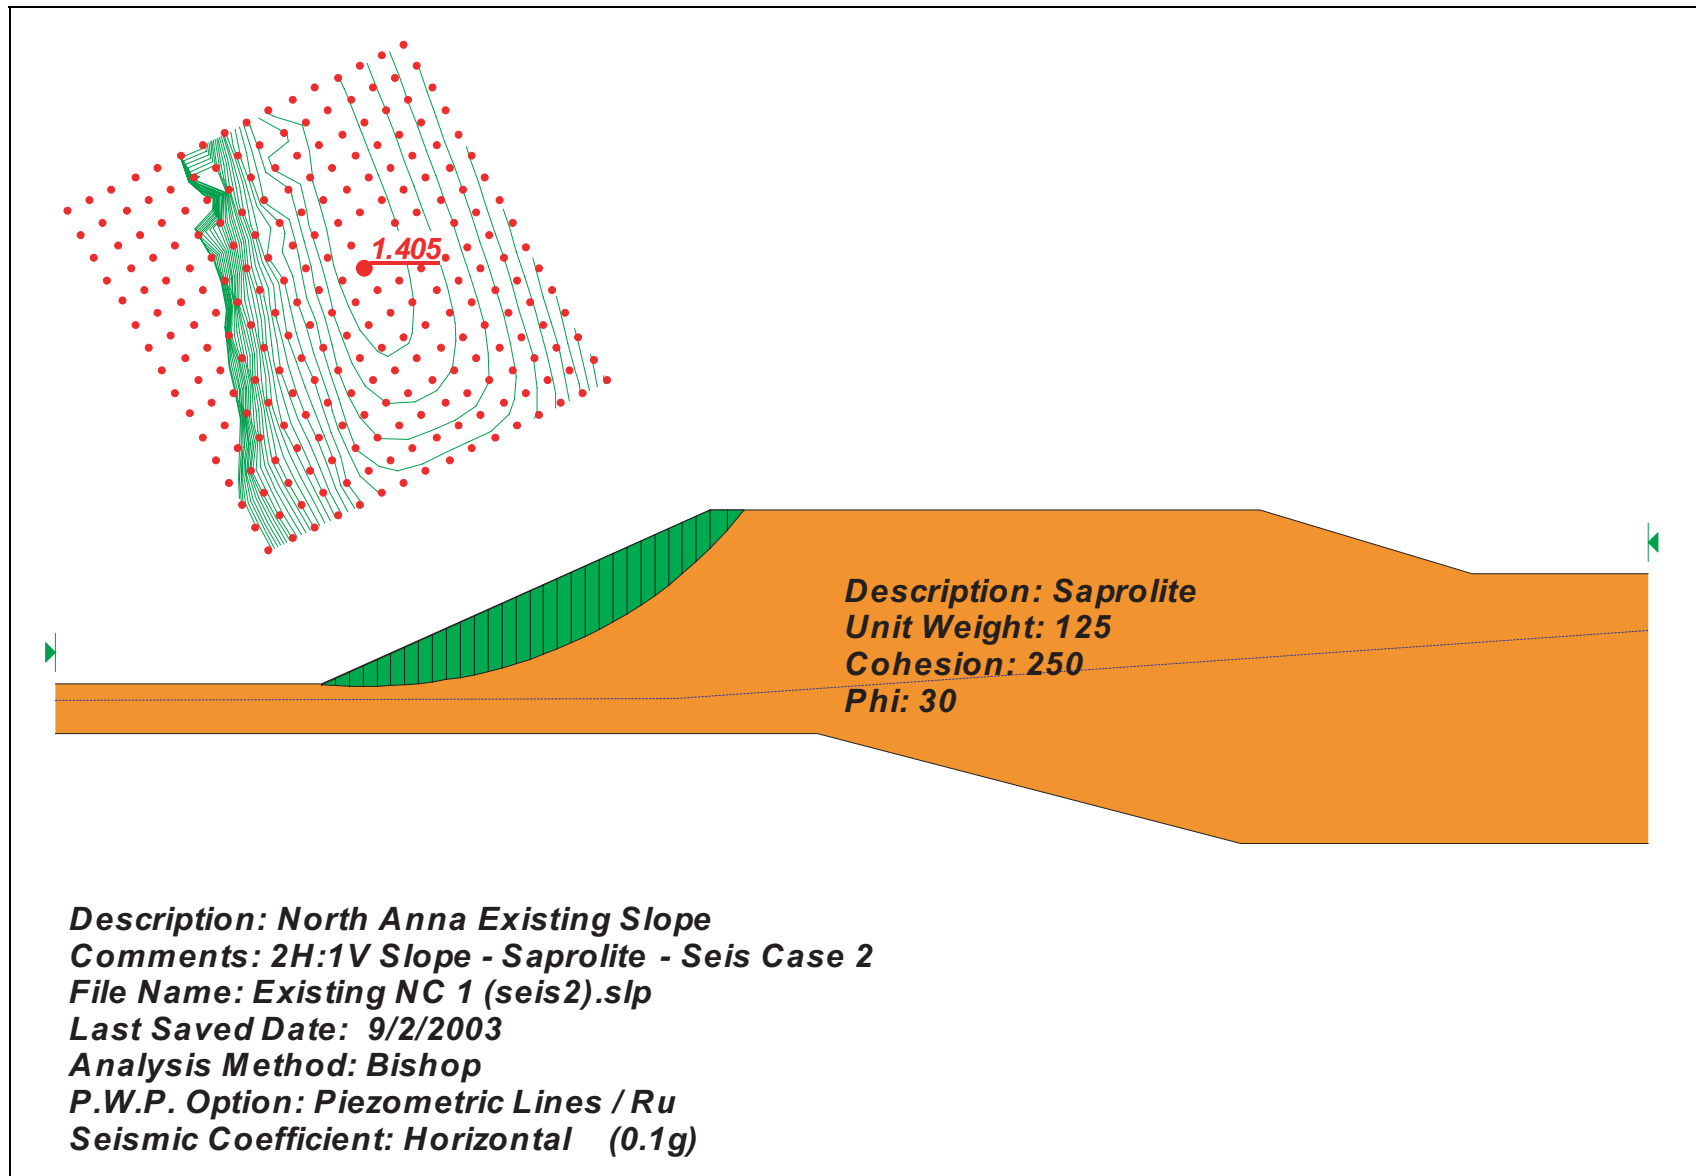 1.405
Description: Saprolite
Unit Weight: 125
Cohesion: 250
Phi: 30
Description: North Anna Existing Slope
Comments: 2H:1V Slope - Saprolite - Seis Case 2
File Name: Existing NC 1 (seis2).slp
Last Saved Date: 9/2/2003
Analysis Method: Bishop
P.W.P. Option: Piezometric Lines / Ru
Seismic Coefficient: Horizontal (0.1g)